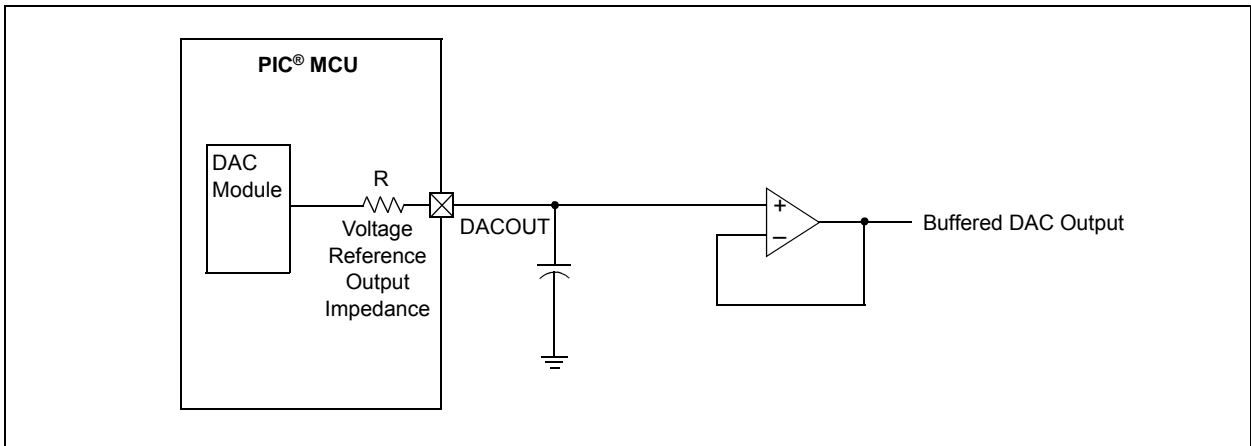 PIC® MCU
DAC
Module
R
Voltage
Reference
Output
Impedance
DACOUT
+
–
Buffered DAC Output